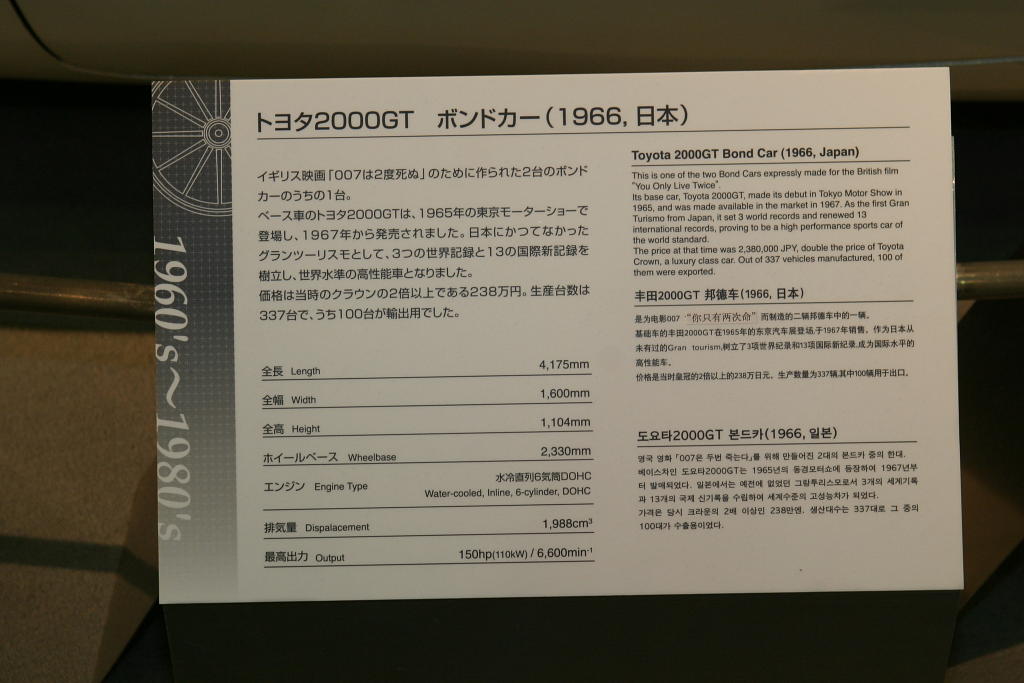 1960's～1980's
トヨタ2000GT ボンドカー（1966, 日本）
イギリス映画「007は2度死ぬ」のために作られた2台のボンド
カーのうちの1台。
ベース車のトヨタ2000GTは、1965年の東京モーターショーで
登場し、1967年から発売されました。日本にかつてなかった
グランツーリスモとして、3つの世界記録と13の国際新記録を
樹立し、世界水準の高性能車となりました。
価格は当時のクラウンの2倍以上である238万円。生産台数は
337台で、うち100台が輸出用でした。
全長 Length 4,175mm
全幅 Width 1,600mm
全高 Height 1,104mm
ホイールベース Wheelbase 2,330mm
エンジン Engine Type 水冷直列6気筒DOHC
Water-cooled, Inline, 6-cylinder, DOHC
排気量 Dispalacement 1,988cm³
最高出力 Output 150hp(110kW) / 6,600min⁻¹
Toyota 2000GT Bond Car (1966, Japan)
This is one of the two Bond Cars expressly made for the British film
"You Only Live Twice".
Its base car, Toyota 2000GT, made its debut in Tokyo Motor Show in
1965, and was made available in the market in 1967. As the first Gran
Turismo from Japan, it set 3 world records and renewed 13
international records, proving to be a high performance sports car of
the world standard.
The price at that time was 2,380,000 JPY, double the price of Toyota
Crown, a luxury class car. Out of 337 vehicles manufactured, 100 of
them were exported.
丰田2000GT 邦德车(1966, 日本)
是为电影007 "你只有两次命" 而制造的二辆邦德车中的一辆。
基础车的丰田2000GT在1965年的东京汽车展登场,于1967年销售。作为日本从
未有过的Gran tourism,树立了3项世界纪录和13项国际新纪录,成为国际水平的
高性能车。
价格是当时皇冠的2倍以上的238万日元。生产数量为337辆,其中100辆用于出口。
도요타2000GT 본드카(1966, 일본)
영국 영화「007은 두번 죽는다」를 위해 만들어진 2대의 본드카 중의 한대.
베이스차인 도요타2000GT는 1965년의 동경모터쇼에 등장하여 1967년부
터 발매되었다. 일본에서는 예전에 없었던 그랑투리스모로서 3개의 세계기록
과 13개의 국제 신기록을 수립하여 세계수준의 고성능차가 되었다.
가격은 당시 크라운의 2배 이상인 238만엔. 생산대수는 337대로 그 중의
100대가 수출용이었다.